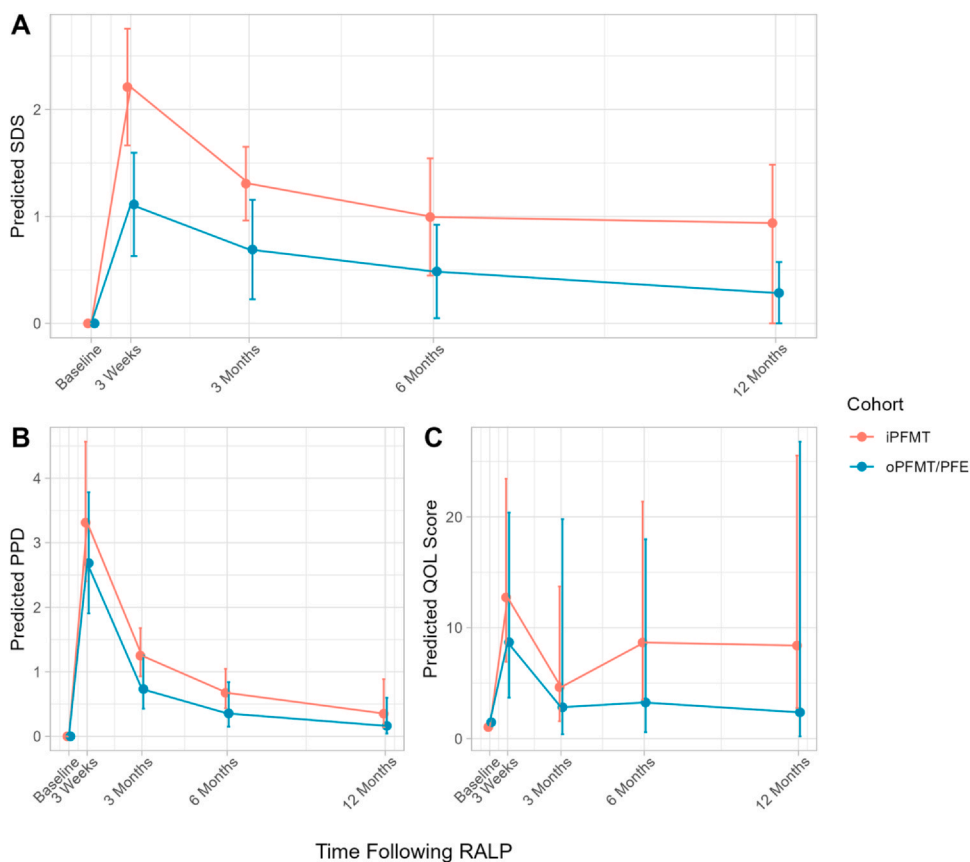 A
Predicted SDS
2
1
0
Baseline
3 Weeks
3 Months
6 Months
12 Months
B
Predicted PPD
4
3
2
1
0
Baseline
3 Weeks
3 Months
6 Months
12 Months
C
Predicted QOL Score
20
10
0
Baseline
3 Weeks
3 Months
6 Months
12 Months
Cohort
iPFMT
oPFMT/PFE
Time Following RALP